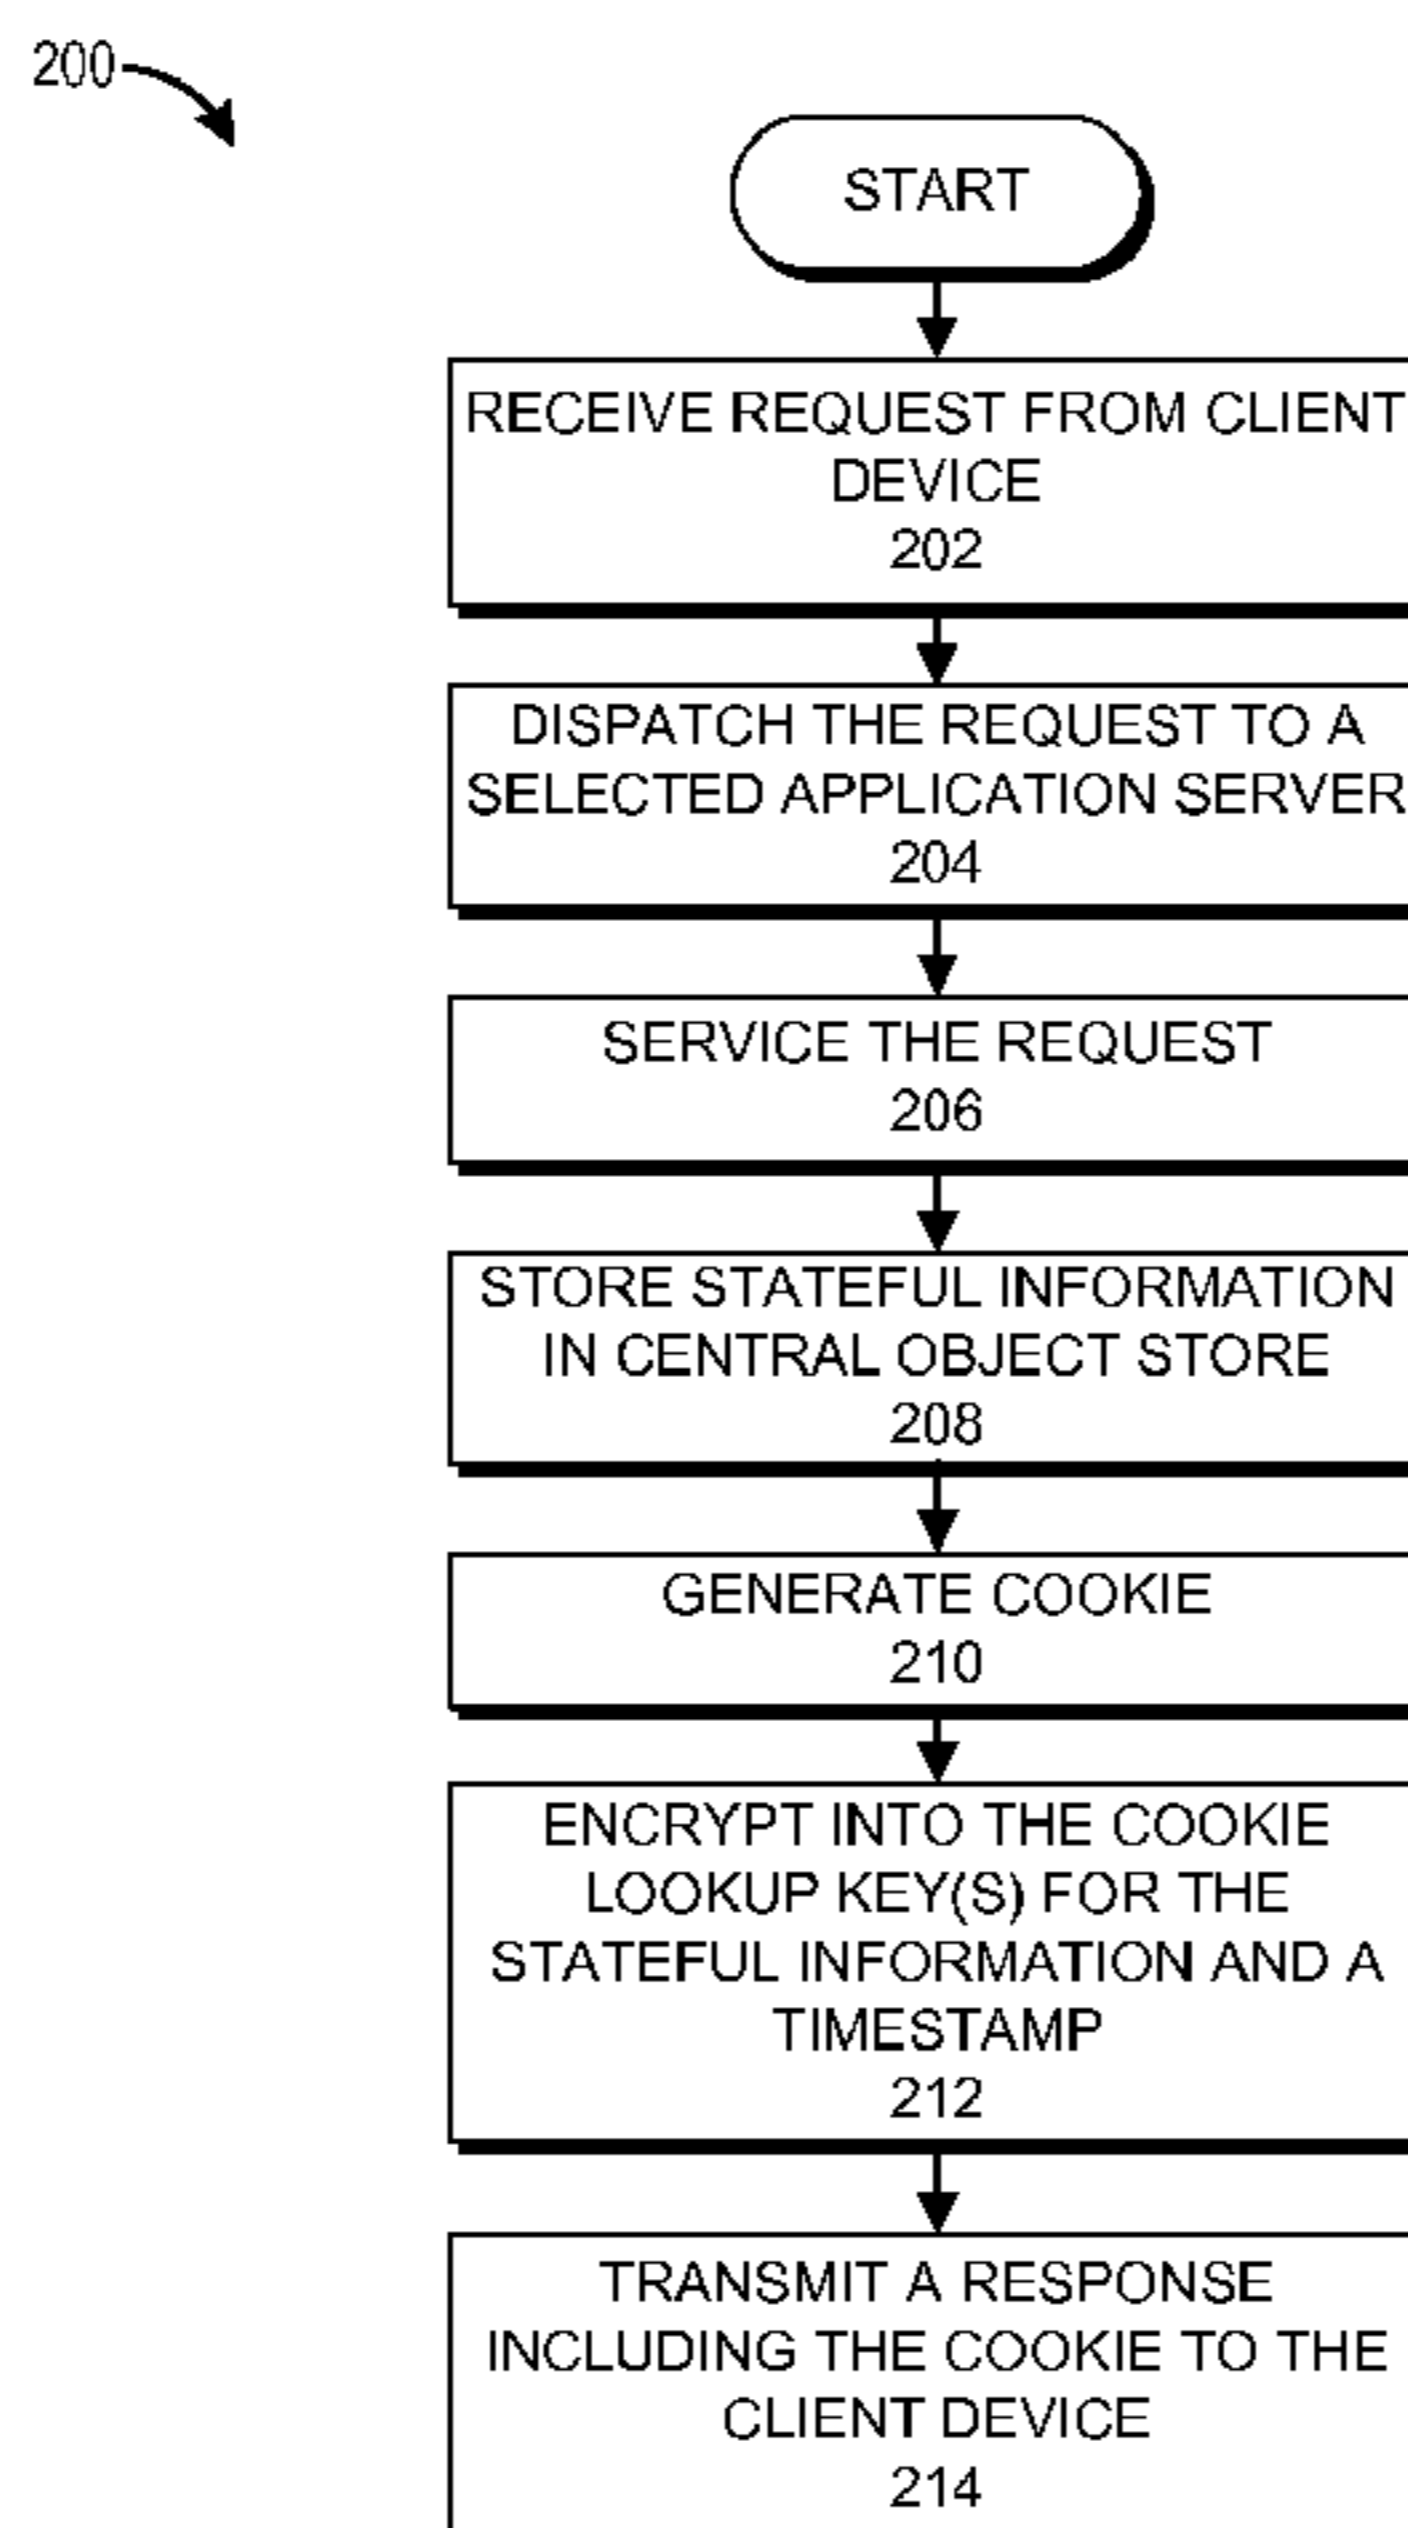 200
START
RECEIVE REQUEST FROM CLIENT
DEVICE
202
DISPATCH THE REQUEST TO A
SELECTED APPLICATION SERVER
204
SERVICE THE REQUEST
206
STORE STATEFUL INFORMATION
IN CENTRAL OBJECT STORE
208
GENERATE COOKIE
210
ENCRYPT INTO THE COOKIE
LOOKUP KEY(S) FOR THE
STATEFUL INFORMATION AND A
TIMESTAMP
212
TRANSMIT A RESPONSE
INCLUDING THE COOKIE TO THE
CLIENT DEVICE
214